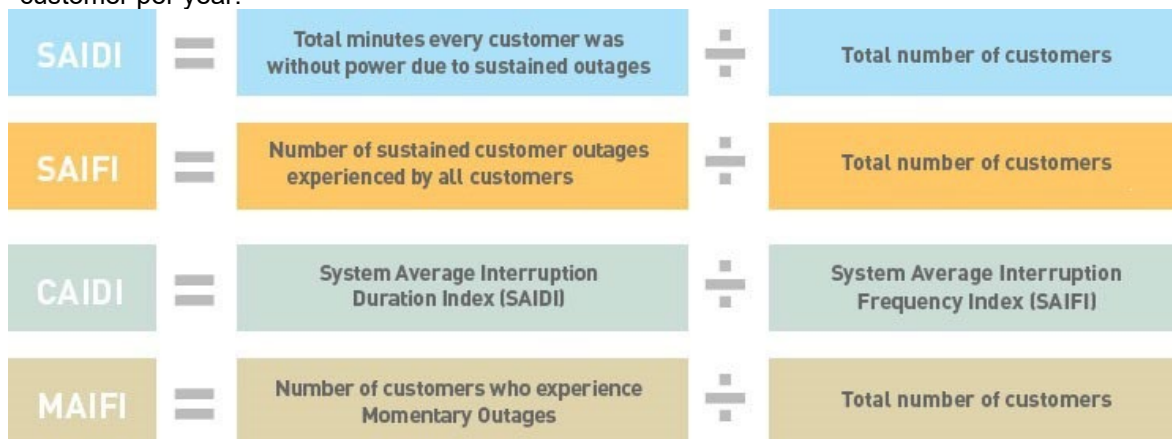 customer per year.
SAIDI = Total minutes every customer was
without power due to sustained outages ÷ Total number of customers
SAIFI = Number of sustained customer outages
experienced by all customers ÷ Total number of customers
CAIDI = System Average Interruption
Duration Index (SAIDI) ÷ System Average Interruption
Frequency Index (SAIFI)
MAIFI = Number of customers who experience
Momentary Outages ÷ Total number of customers